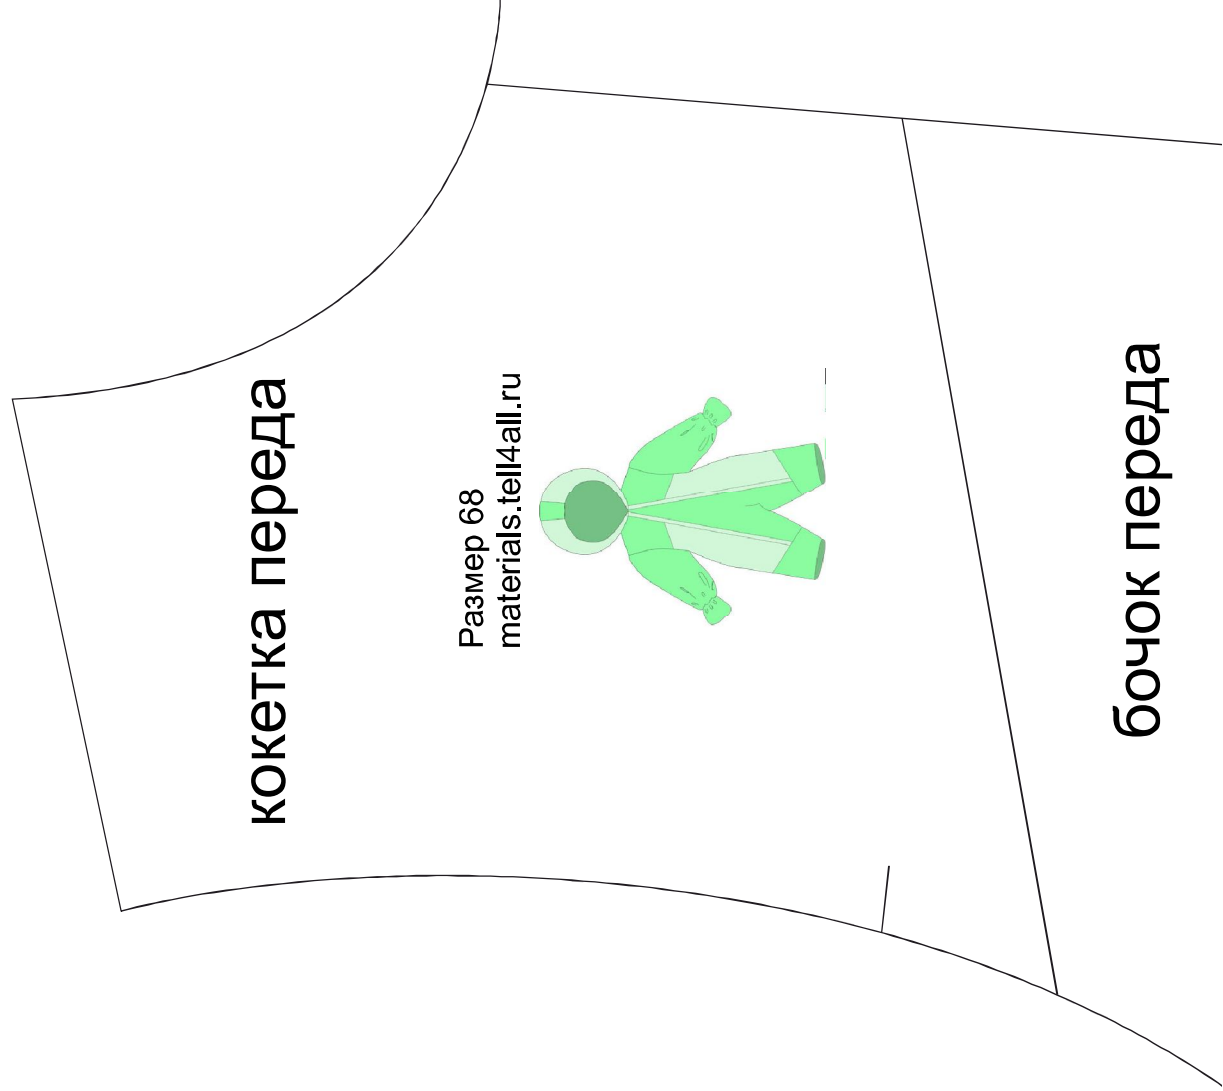 кокетка переда
Размер 68
materials.tell4all.ru
бочок переда